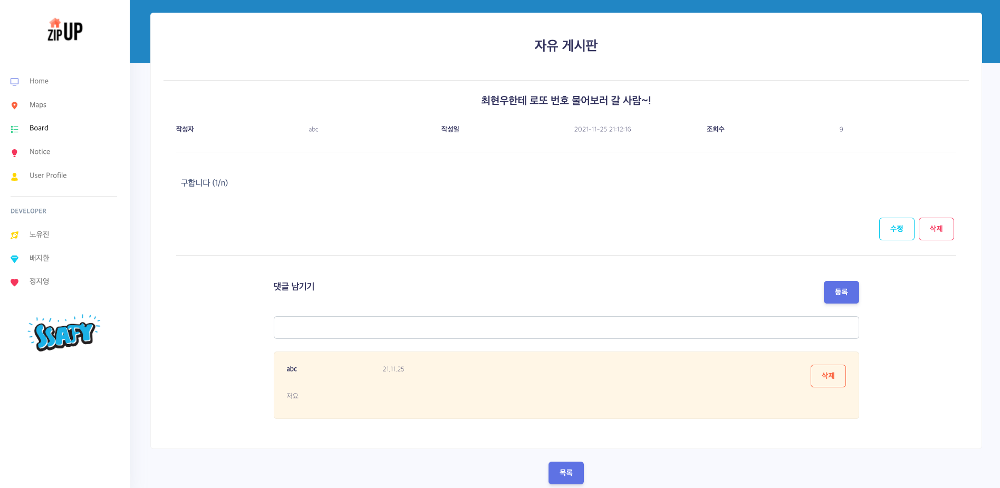 ZIP UP
Home
Maps
Board
Notice
User Profile
DEVELOPER
노유진
배지환
정지영
SSAFY
자유 게시판
최현우한테 로또 번호 물어보러 갈 사람~!
작성자 abc 작성일 2021-11-25 21:12:16 조회수 9
구합니다 (1/n)
수정 삭제
댓글 남기기 등록
abc 21.11.25 삭제
저요
목록